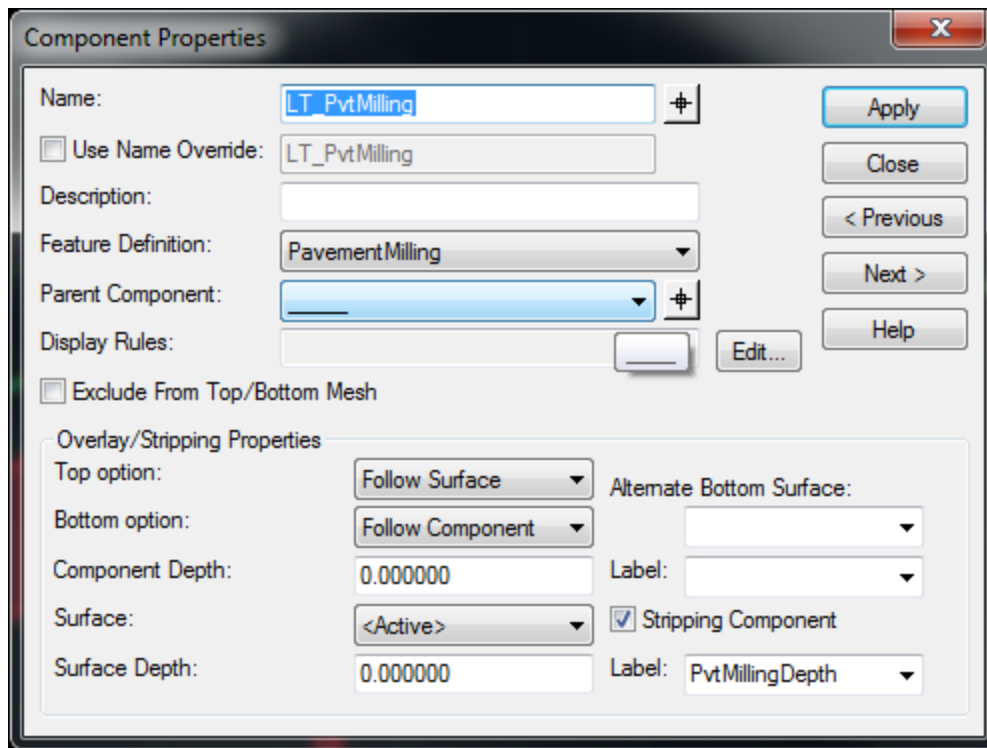 Component Properties
Name: LT_PvtMilling
Apply
Use Name Override: LT_PvtMilling
Close
Description:
< Previous
Feature Definition: PavementMilling
Next >
Parent Component: _____
Help
Display Rules: ____ Edit...
Exclude From Top/Bottom Mesh
Overlay/Stripping Properties
Top option: Follow Surface
Alternate Bottom Surface:
Bottom option: Follow Component
Component Depth: 0.000000 Label:
Surface: <Active> Stripping Component
Surface Depth: 0.000000 Label: PvtMillingDepth